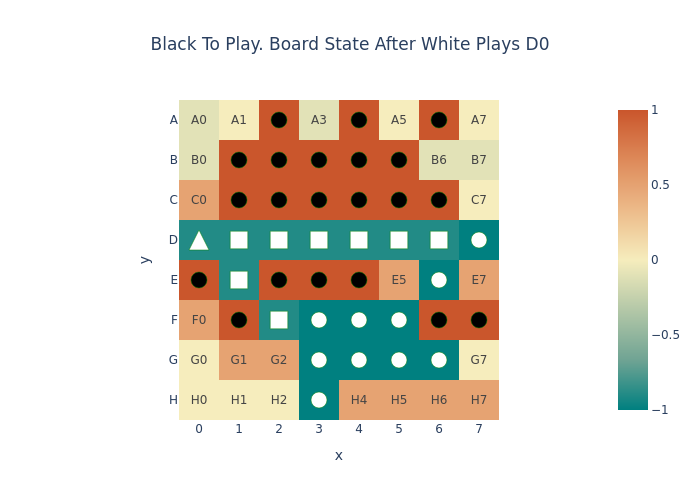 Black To Play. Board State After White Plays D0
A A0 A1 A3 A5 A7 1
B B0 B6 B7
C C0 C7 0.5
D
y
E E5 E7 0
F F0 −0.5
G G0 G1 G2 G7
H H0 H1 H2 H4 H5 H6 H7 −1
0 1 2 3 4 5 6 7
x